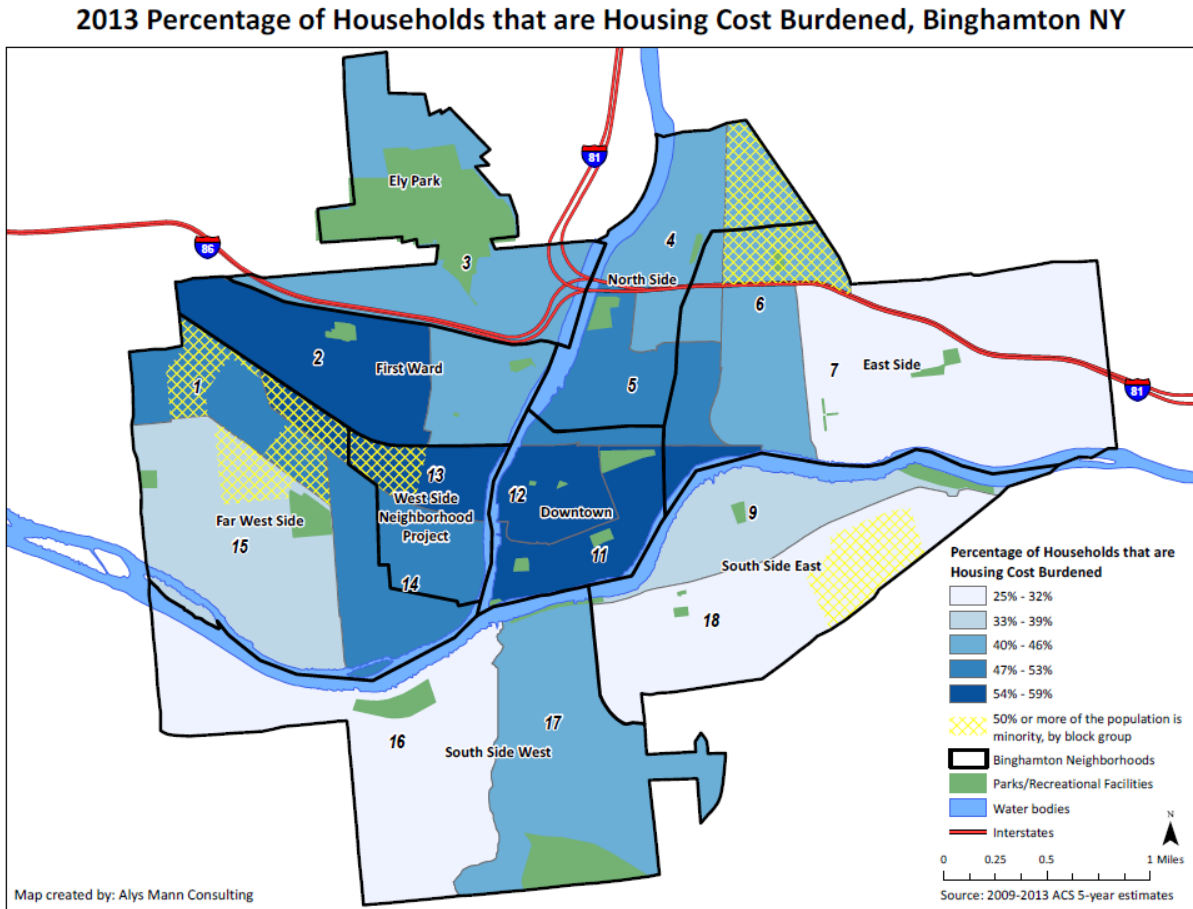 2013 Percentage of Households that are Housing Cost Burdened, Binghamton NY
81
Ely Park
4
86
3
North Side
6
2
First Ward
5
7
East Side
1
81
13
12
West Side
Neighborhood
Project
Downtown
9
Far West Side
15
11
South Side East
14
18
16
17
South Side West
Percentage of Households that are
Housing Cost Burdened
25% - 32%
33% - 39%
40% - 46%
47% - 53%
54% - 59%
50% or more of the population is
minority, by block group
Binghamton Neighborhoods
Parks/Recreational Facilities
Water bodies
Interstates
N
0 0.25 0.5 1 Miles
Map created by: Alys Mann Consulting
Source: 2009-2013 ACS 5-year estimates